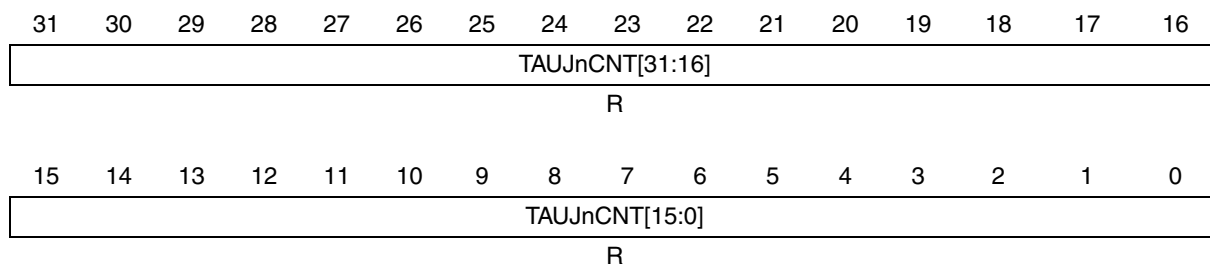 31 30 29 28 27 26 25 24 23 22 21 20 19 18 17 16
TAUJnCNT[31:16]
R
15 14 13 12 11 10 9 8 7 6 5 4 3 2 1 0
TAUJnCNT[15:0]
R